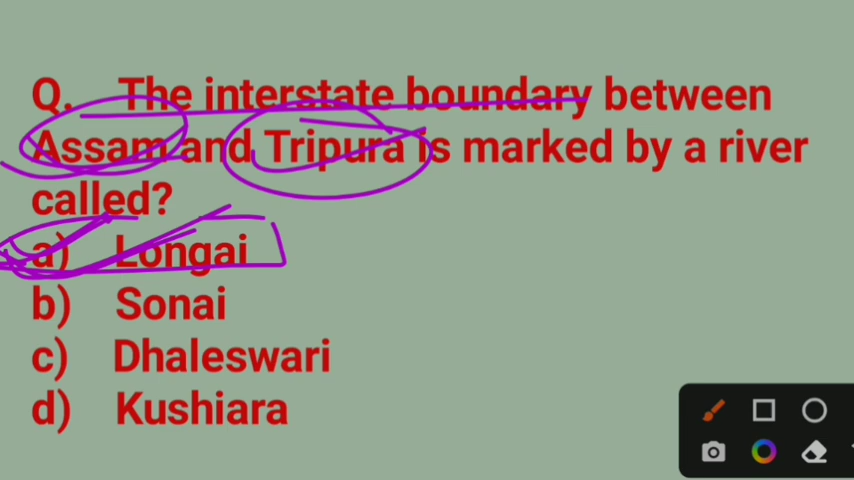 Q. The interstate boundary between
Assam and Tripura is marked by a river
called?
a) Longai
b) Sonai
c) Dhaleswari
d) Kushiara